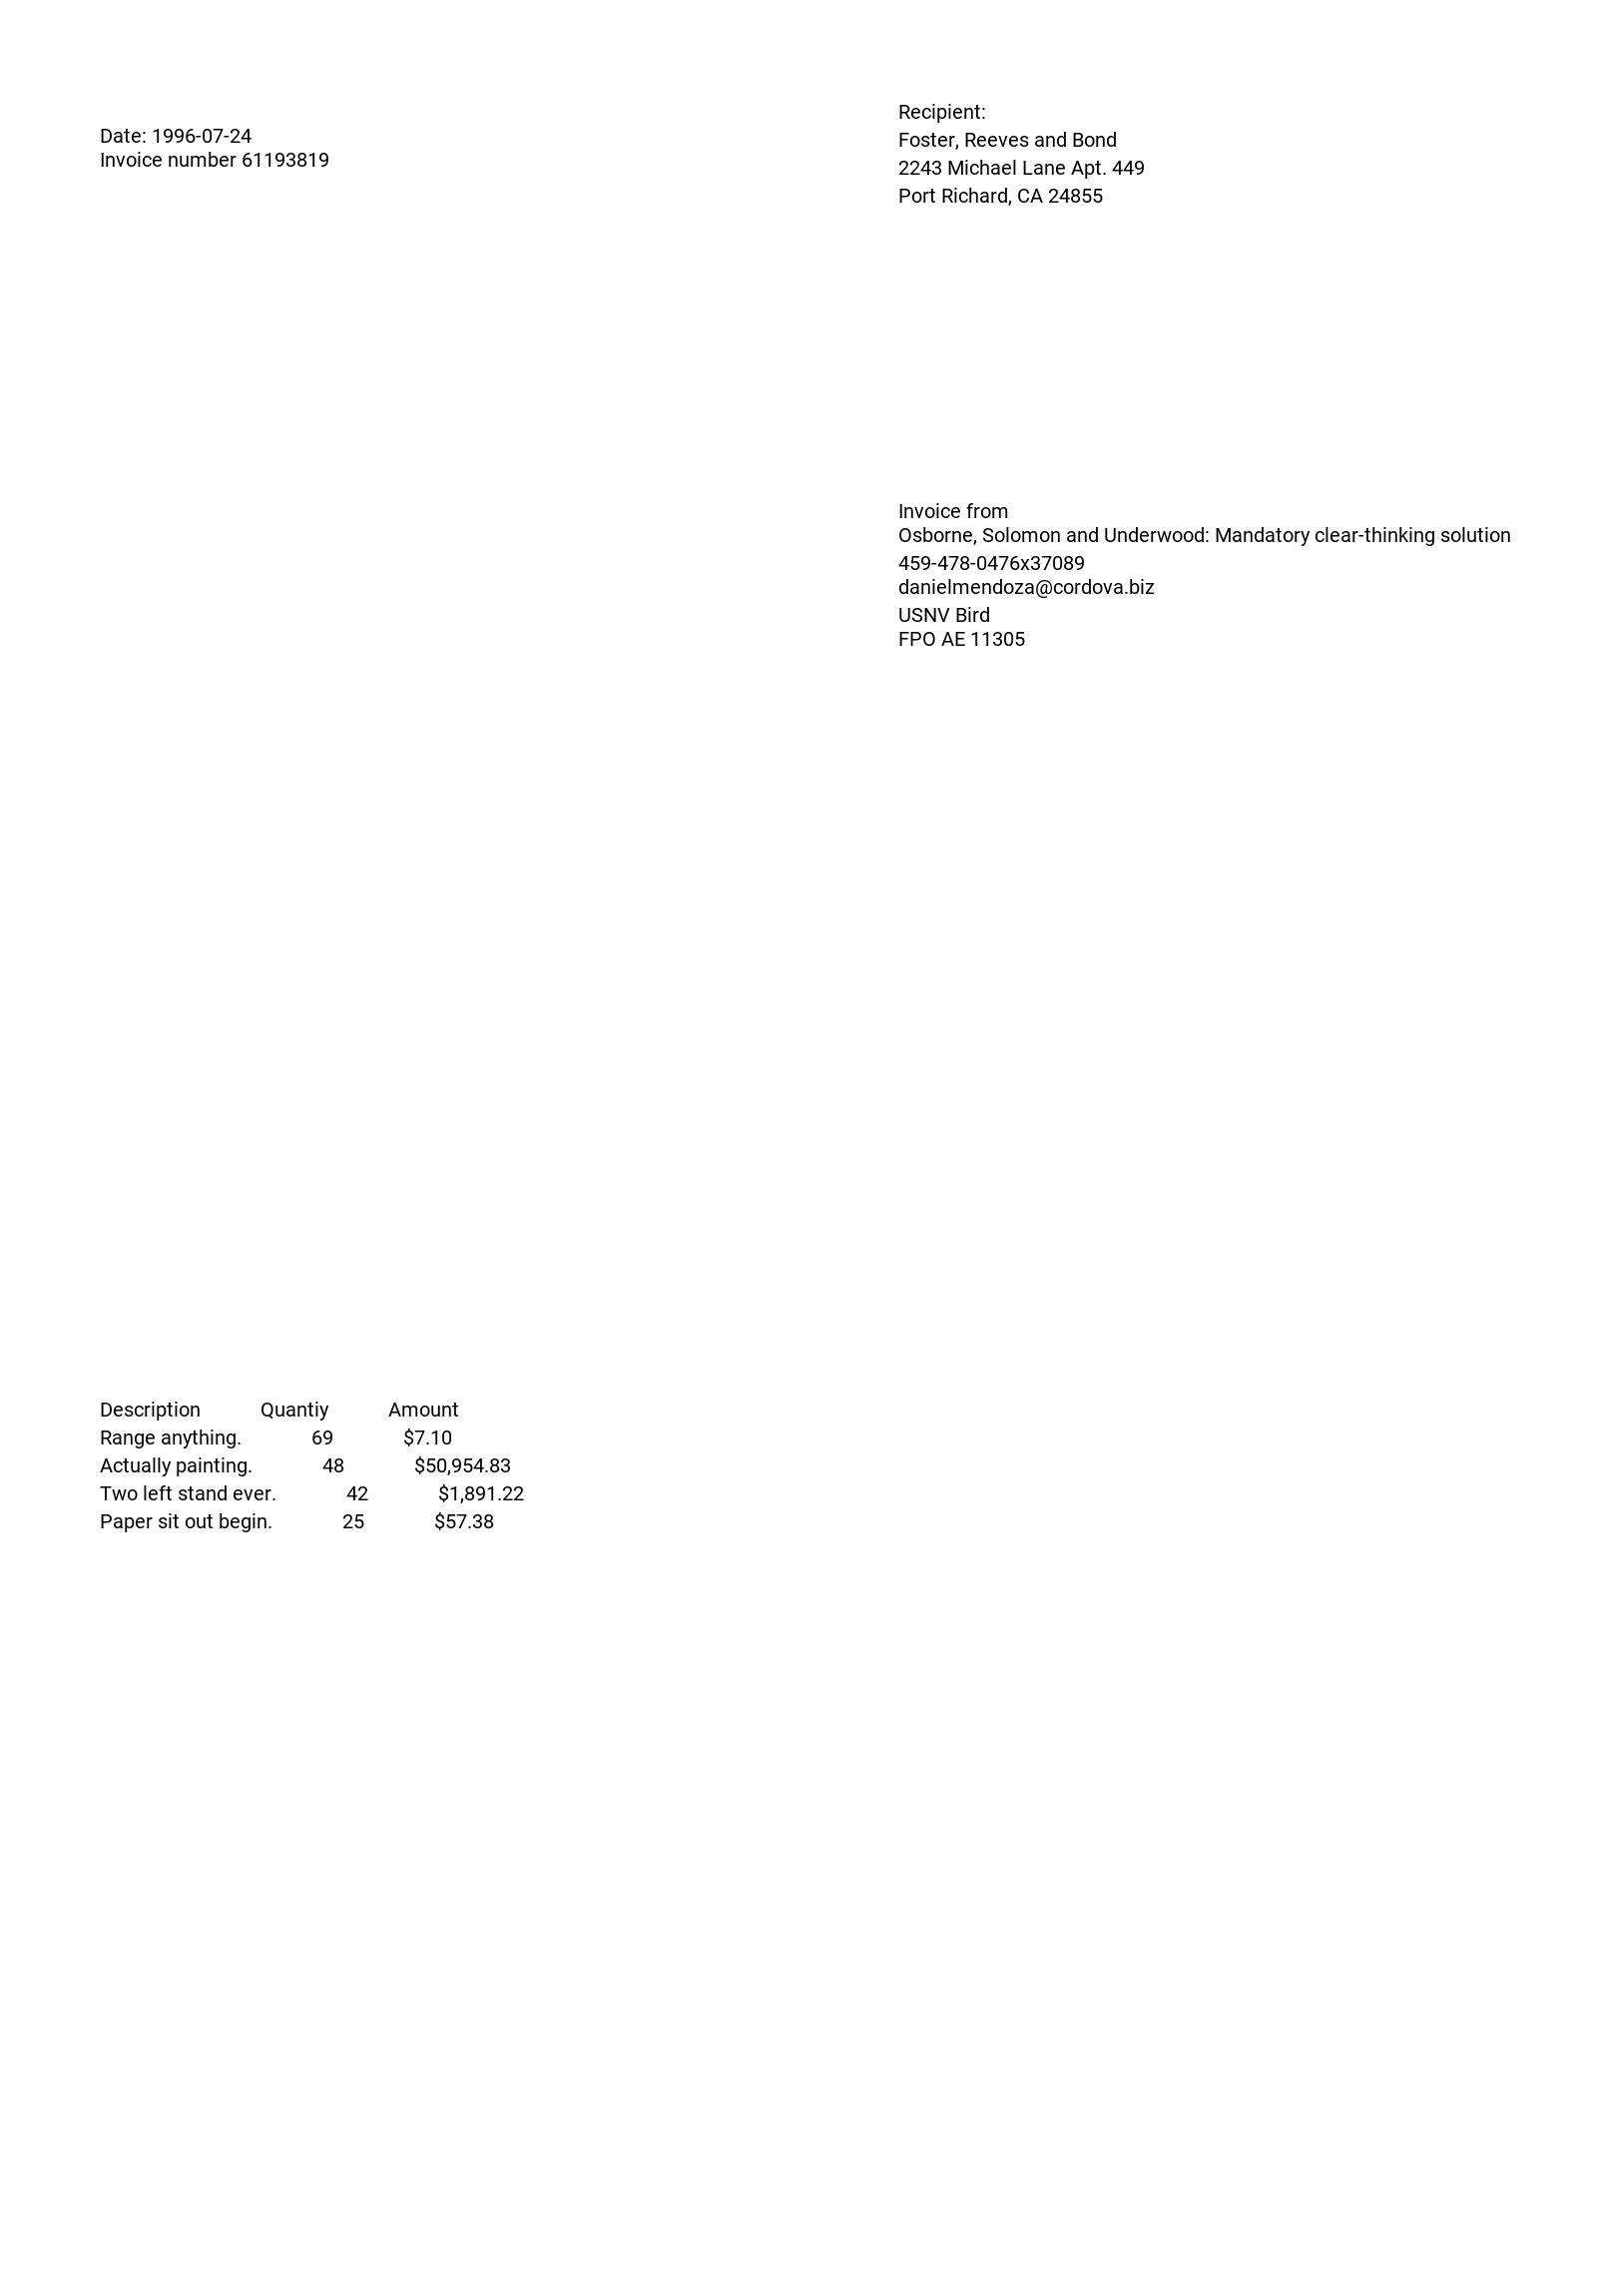 Date: 1996-07-24
Invoice number 61193819
Recipient:
Foster, Reeves and Bond
2243 Michael Lane Apt. 449
Port Richard, CA 24855
Invoice from
Osborne, Solomon and Underwood: Mandatory clear-thinking solution
459-478-0476x37089
danielmendoza@cordova.biz
USNV Bird
FPO AE 11305
Description Quantiy Amount
Range anything. 69 $7.10
Actually painting. 48 $50,954.83
Two left stand ever. 42 $1,891.22
Paper sit out begin. 25 $57.38